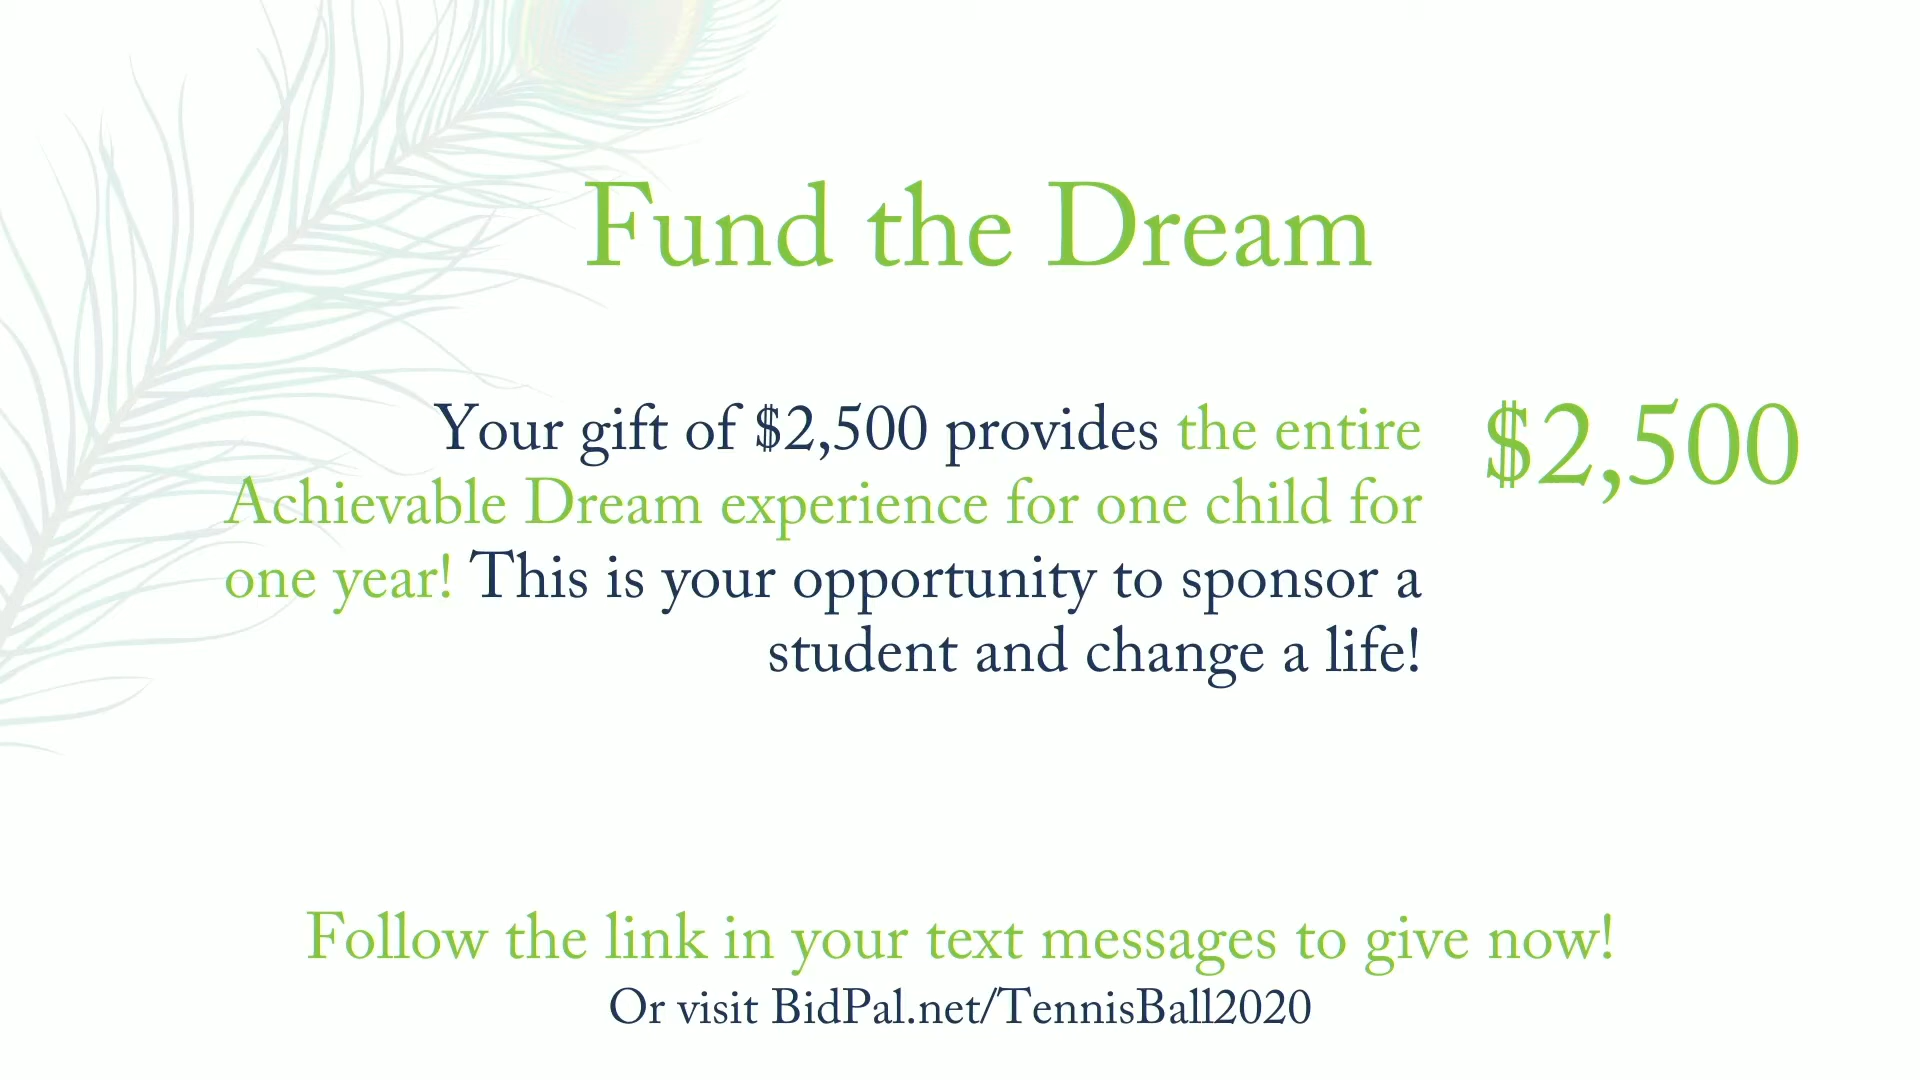 Fund the Dream
Your gift of $2,500 provides the entire
Achievable Dream experience for one child for
one year! This is your opportunity to sponsor a
student and change a life!
$2,500
Follow the link in your text messages to give now!
Or visit BidPal.net/TennisBall2020